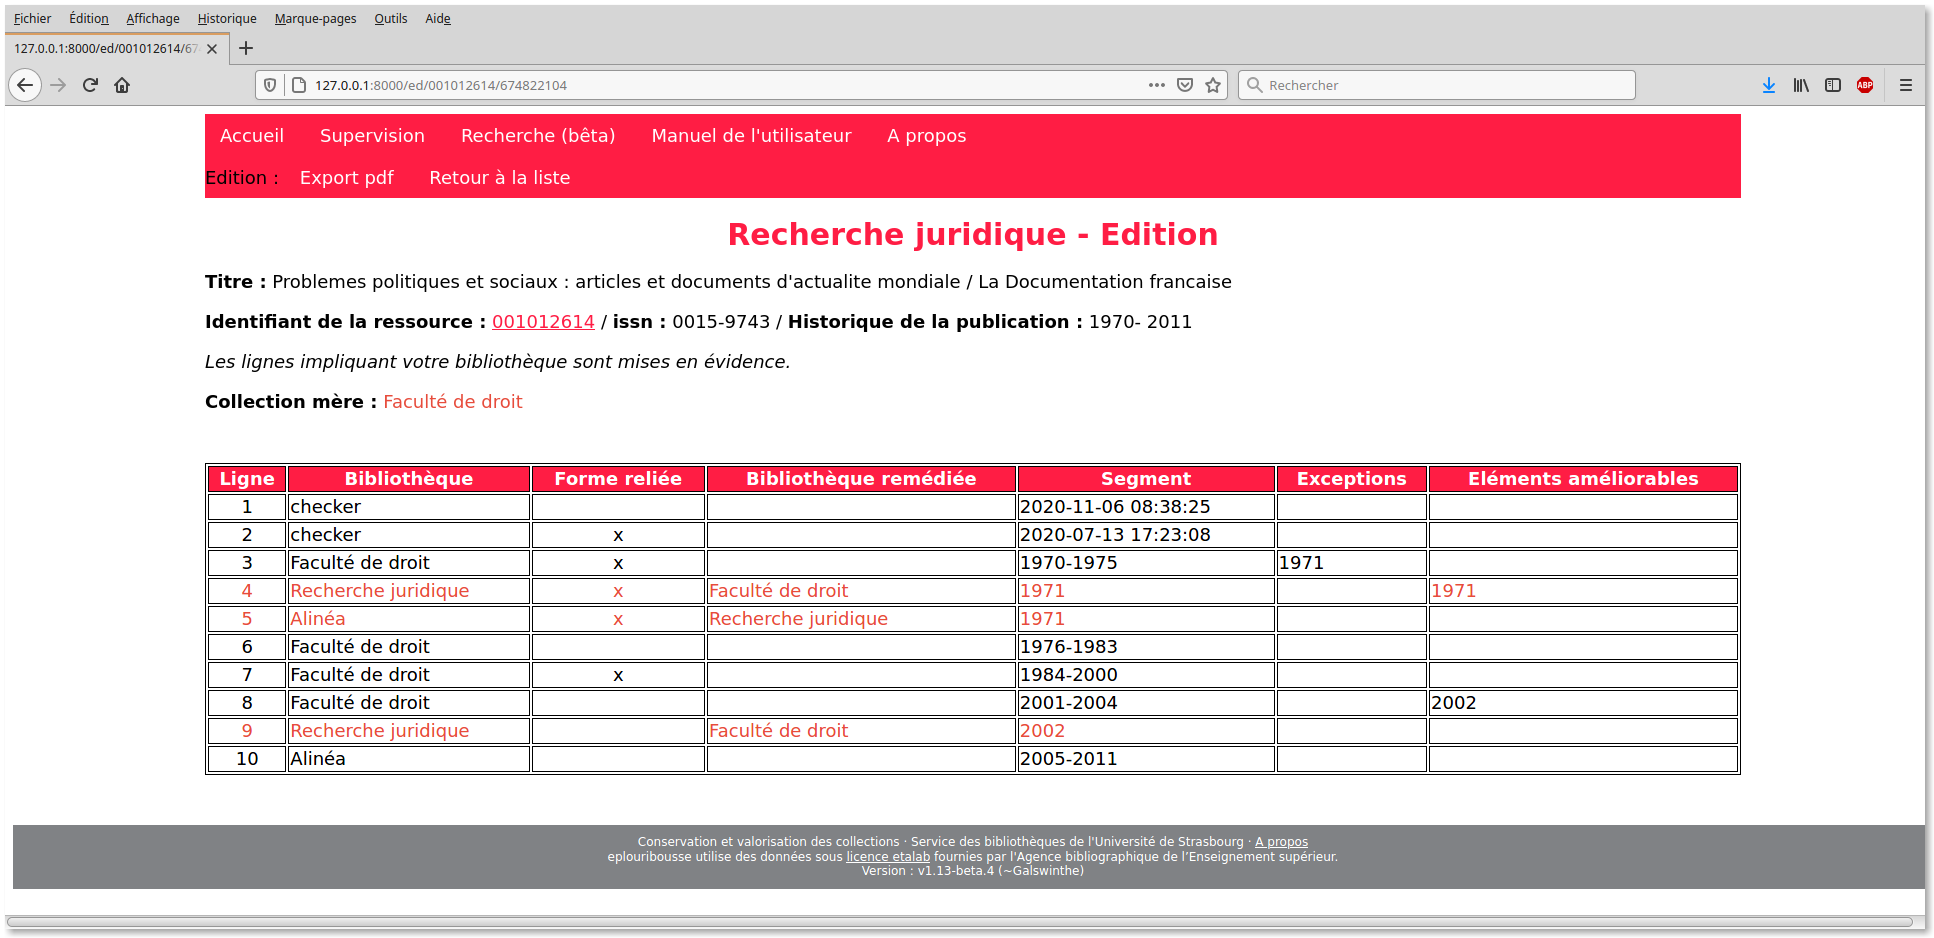 Fichier Édition Affichage Historique Marque-pages Outils Aide
127.0.0.1:8000/ed/001012614/67
127.0.0.1:8000/ed/001012614/674822104 Rechercher ABP
Accueil Supervision Recherche (bêta) Manuel de l'utilisateur A propos
Edition : Export pdf Retour à la liste
Recherche juridique - Edition
Titre : Problemes politiques et sociaux : articles et documents d'actualite mondiale / La Documentation francaise
Identifiant de la ressource : 001012614 / issn : 0015-9743 / Historique de la publication : 1970- 2011
Les lignes impliquant votre bibliothèque sont mises en évidence.
Collection mère : Faculté de droit
Ligne Bibliothèque Forme reliée Bibliothèque remédiée Segment Exceptions Eléments améliorables
1 checker 2020-11-06 08:38:25
2 checker x 2020-07-13 17:23:08
3 Faculté de droit x 1970-1975 1971
4 Recherche juridique x Faculté de droit 1971 1971
5 Alinéa x Recherche juridique 1971
6 Faculté de droit 1976-1983
7 Faculté de droit x 1984-2000
8 Faculté de droit 2001-2004 2002
9 Recherche juridique Faculté de droit 2002
10 Alinéa 2005-2011
Conservation et valorisation des collections · Service des bibliothèques de l'Université de Strasbourg · A propos
eplouribousse utilise des données sous licence etalab fournies par l'Agence bibliographique de l’Enseignement supérieur.
Version : v1.13-beta.4 (~Galswinthe)